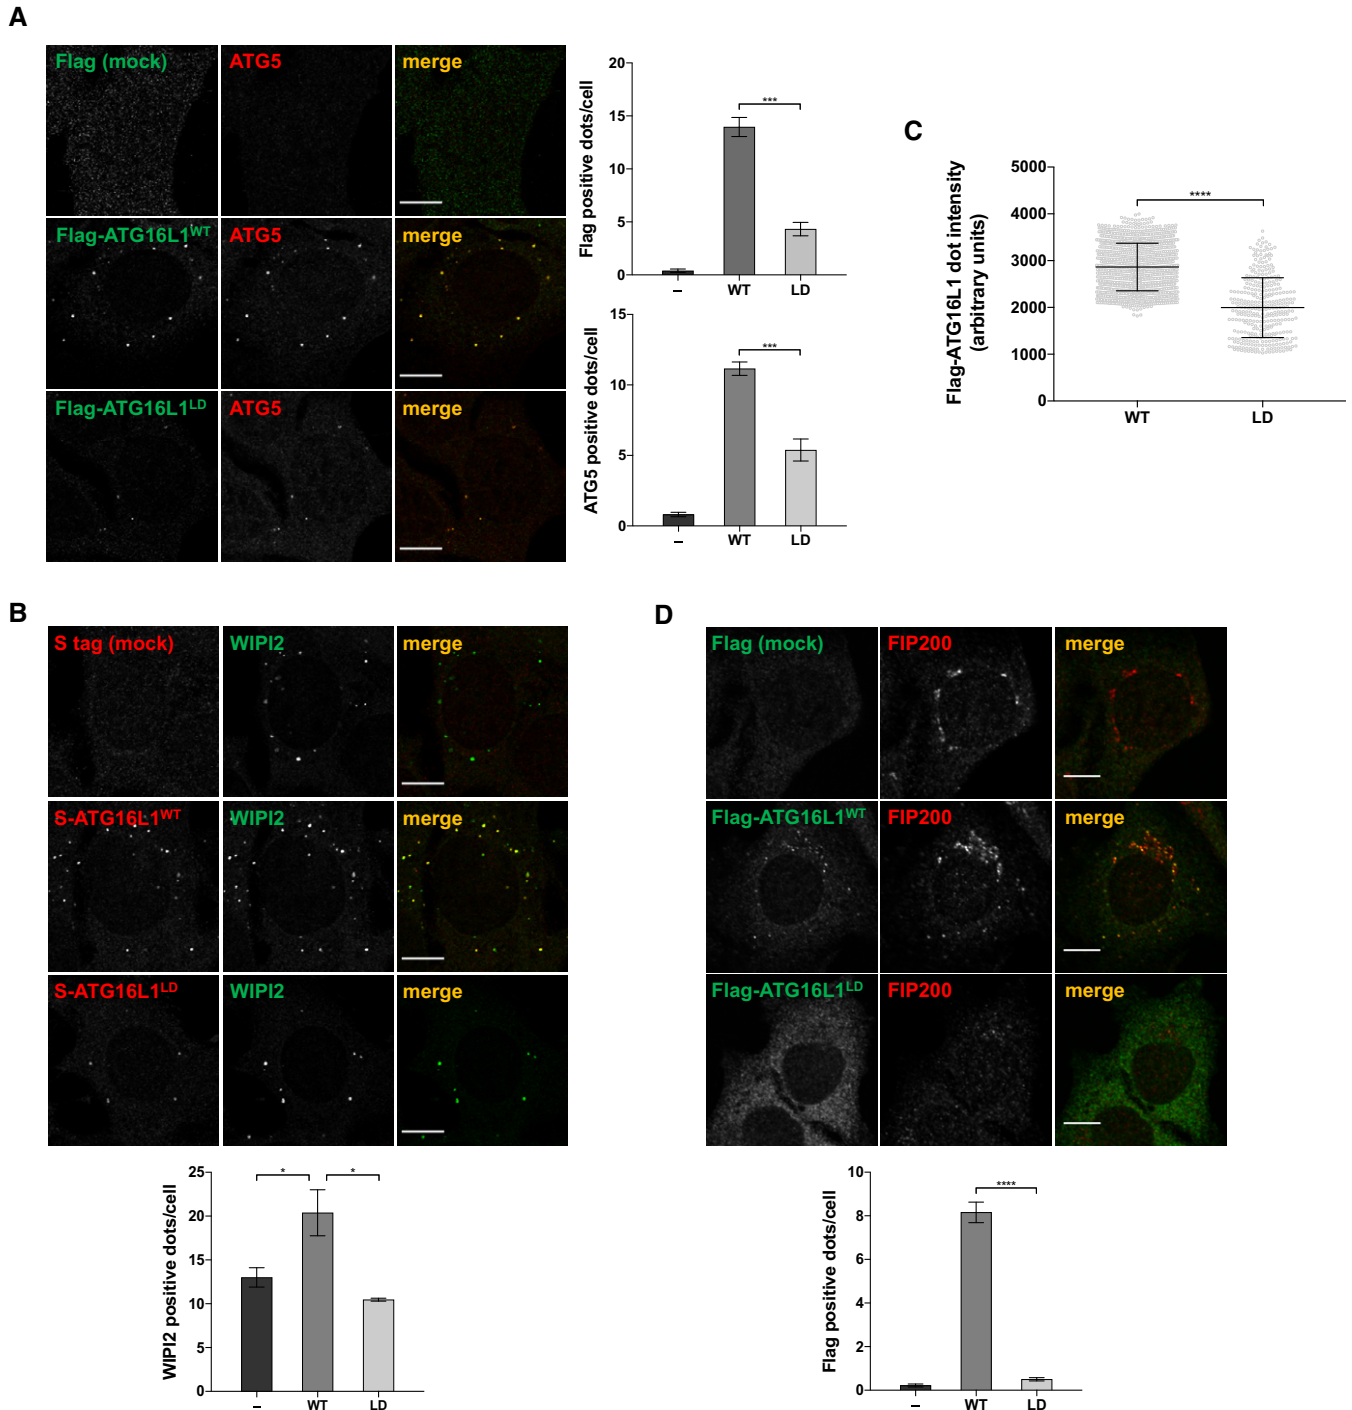 A
Flag (mock) ATG5 merge
Flag-ATG16L1WT ATG5 merge
Flag-ATG16L1LD ATG5 merge
Flag positive dots/cell
20
15
10
5
0
***
– WT LD
ATG5 positive dots/cell
15
10
5
0
***
– WT LD
C
Flag-ATG16L1 dot intensity
(arbitrary units)
5000
4000
3000
2000
1000
0
****
WT LD
B
S tag (mock) WIPI2 merge
S-ATG16L1WT WIPI2 merge
S-ATG16L1LD WIPI2 merge
WIPI2 positive dots/cell
25
20
15
10
5
0
* *
– WT LD
D
Flag (mock) FIP200 merge
Flag-ATG16L1WT FIP200 merge
Flag-ATG16L1LD FIP200 merge
Flag positive dots/cell
10
8
6
4
2
0
****
– WT LD